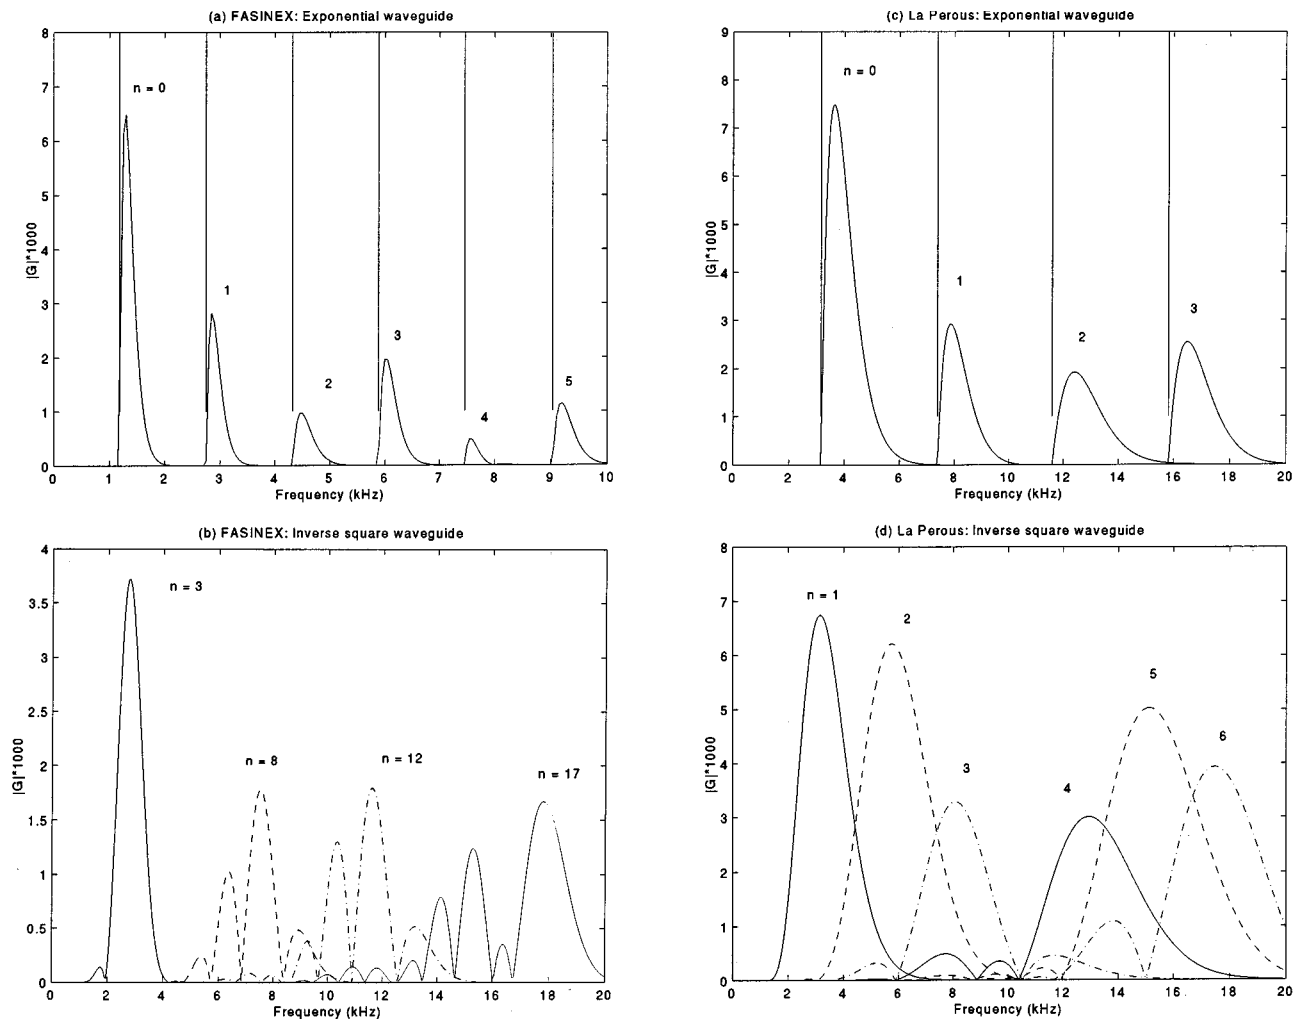 (a) FASINEX: Exponential waveguide
8
7
6
5
4
3
2
1
0
|G|*1000
n = 0
1
2
3
4
5
0 1 2 3 4 5 6 7 8 9 10
Frequency (kHz)
(c) La Perous: Exponential waveguide
9
8
7
6
5
4
3
2
1
0
|G|*1000
n = 0
1
2
3
0 2 4 6 8 10 12 14 16 18 20
Frequency (kHz)
(b) FASINEX: Inverse square waveguide
4
3.5
3
2.5
2
1.5
1
0.5
0
|G|*1000
n = 3
n = 8
n = 12
n = 17
0 2 4 6 8 10 12 14 16 18 20
Frequency (kHz)
(d) La Perous: Inverse square waveguide
8
7
6
5
4
3
2
1
0
|G|*1000
n = 1
2
3
4
5
6
0 2 4 6 8 10 12 14 16 18 20
Frequency (kHz)